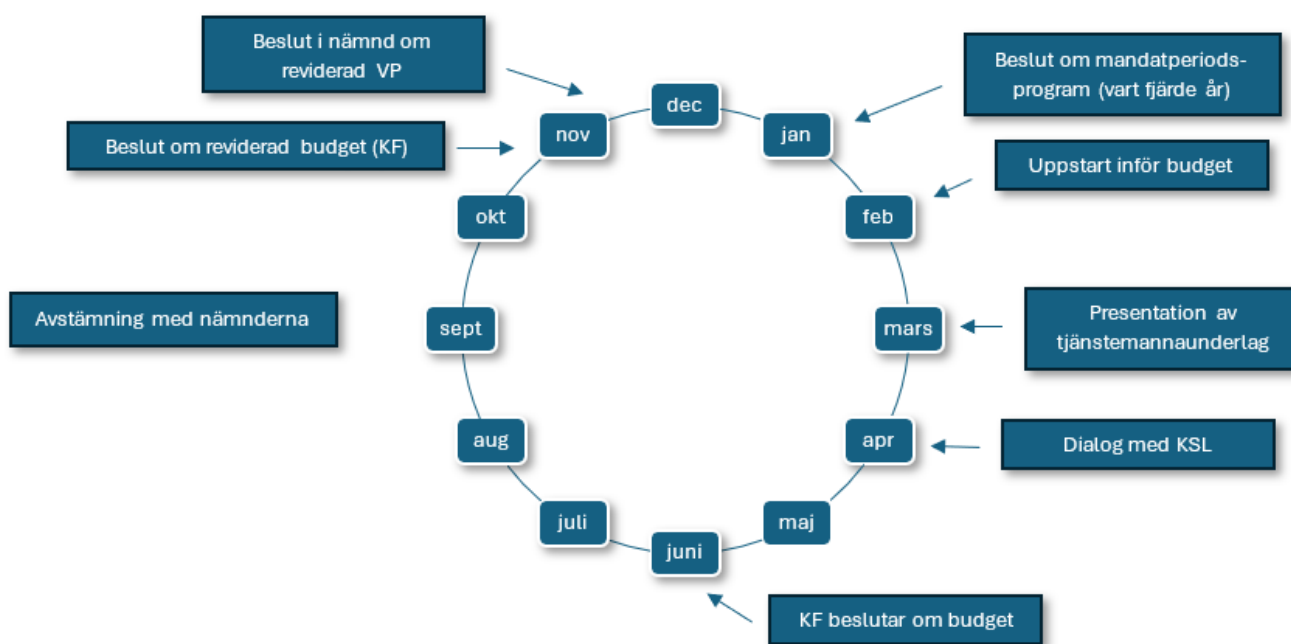 Beslut i nämnd om
reviderad VP
Beslut om mandatperiods-
program (vart fjärde år)
dec
nov
jan
Beslut om reviderad budget (KF)
Uppstart inför budget
okt
feb
Avstämning med nämnderna
sept
mars
Presentation av
tjänstemannaunderlag
aug
apr
Dialog med KSL
juli
maj
juni
KF beslutar om budget